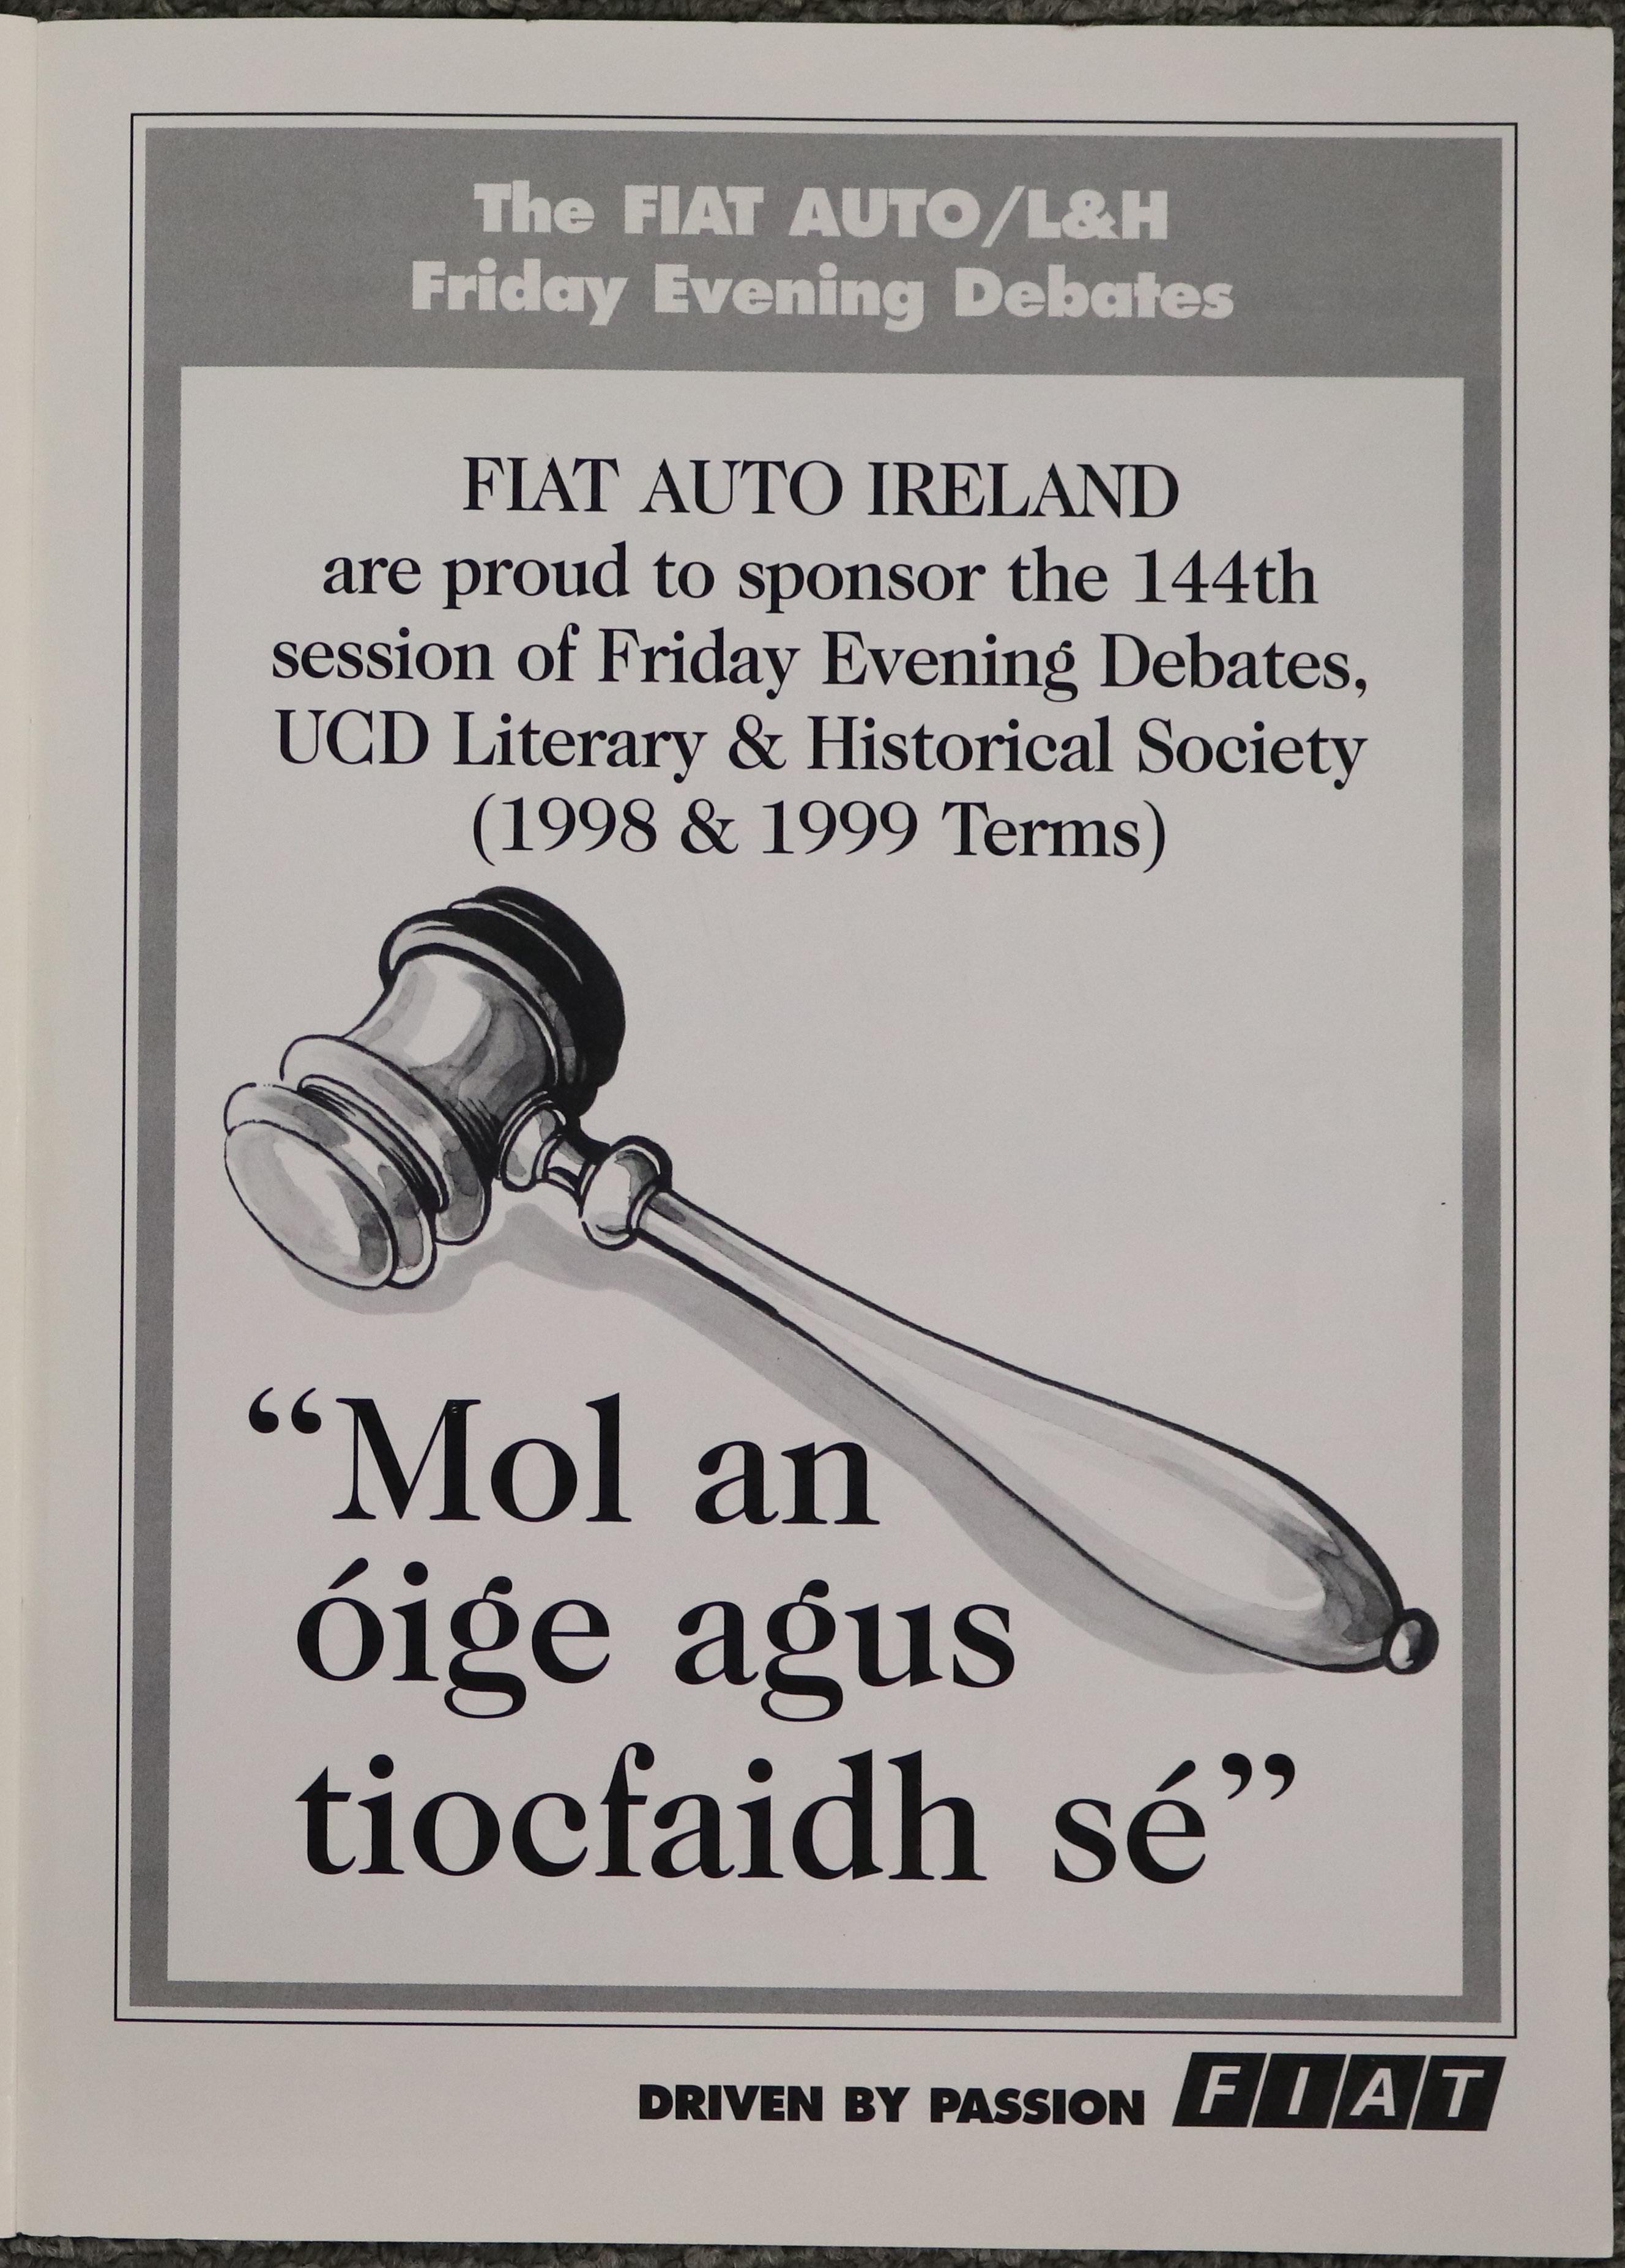 The FIAT AUTO/L&H
Friday Evening Debates
FIAT AUTO IRELAND
are proud to sponsor the 144th
session of Friday Evening Debates,
UCD Literary & Historical Society
(1998 & 1999 Terms)
“Mol an
óige agus
tiocfaidh sé”
DRIVEN BY PASSION FIAT